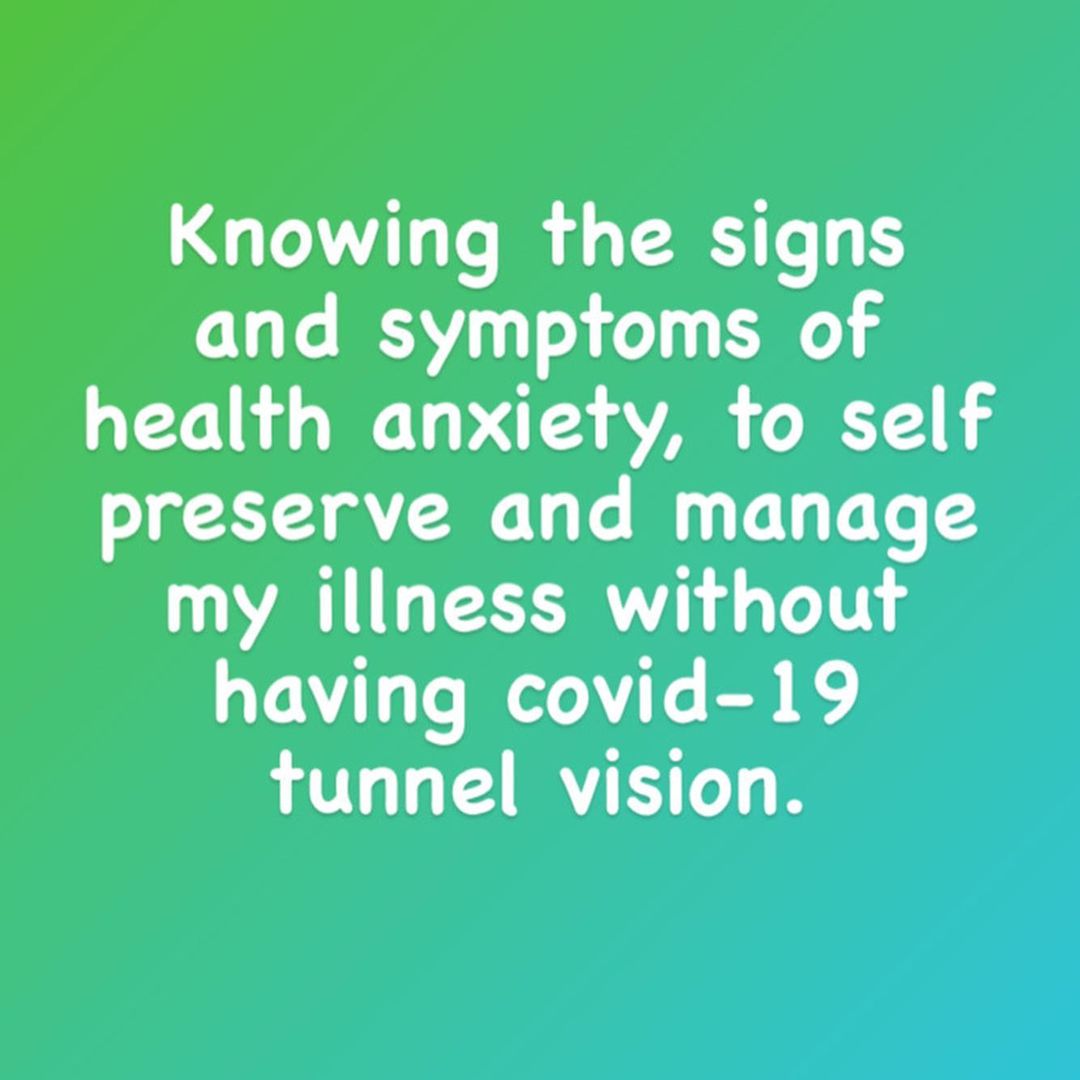 Knowing the signs
and symptoms of
health anxiety, to self
preserve and manage
my illness without
having covid-19
tunnel vision.